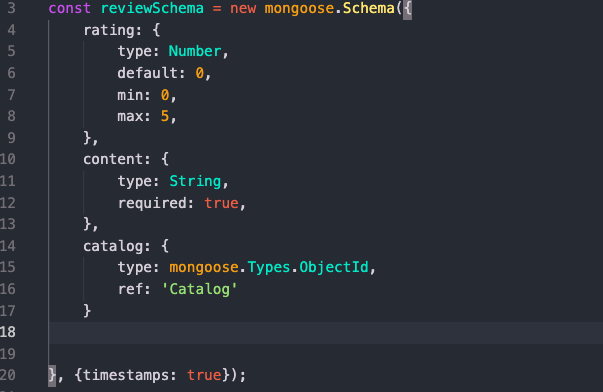 3 const reviewSchema = new mongoose.Schema({
4 rating: {
5 type: Number,
6 default: 0,
7 min: 0,
8 max: 5,
9 },
10 content: {
11 type: String,
12 required: true,
13 },
14 catalog: {
15 type: mongoose.Types.ObjectId,
16 ref: 'Catalog'
17 }
18
19
20 }, {timestamps: true});